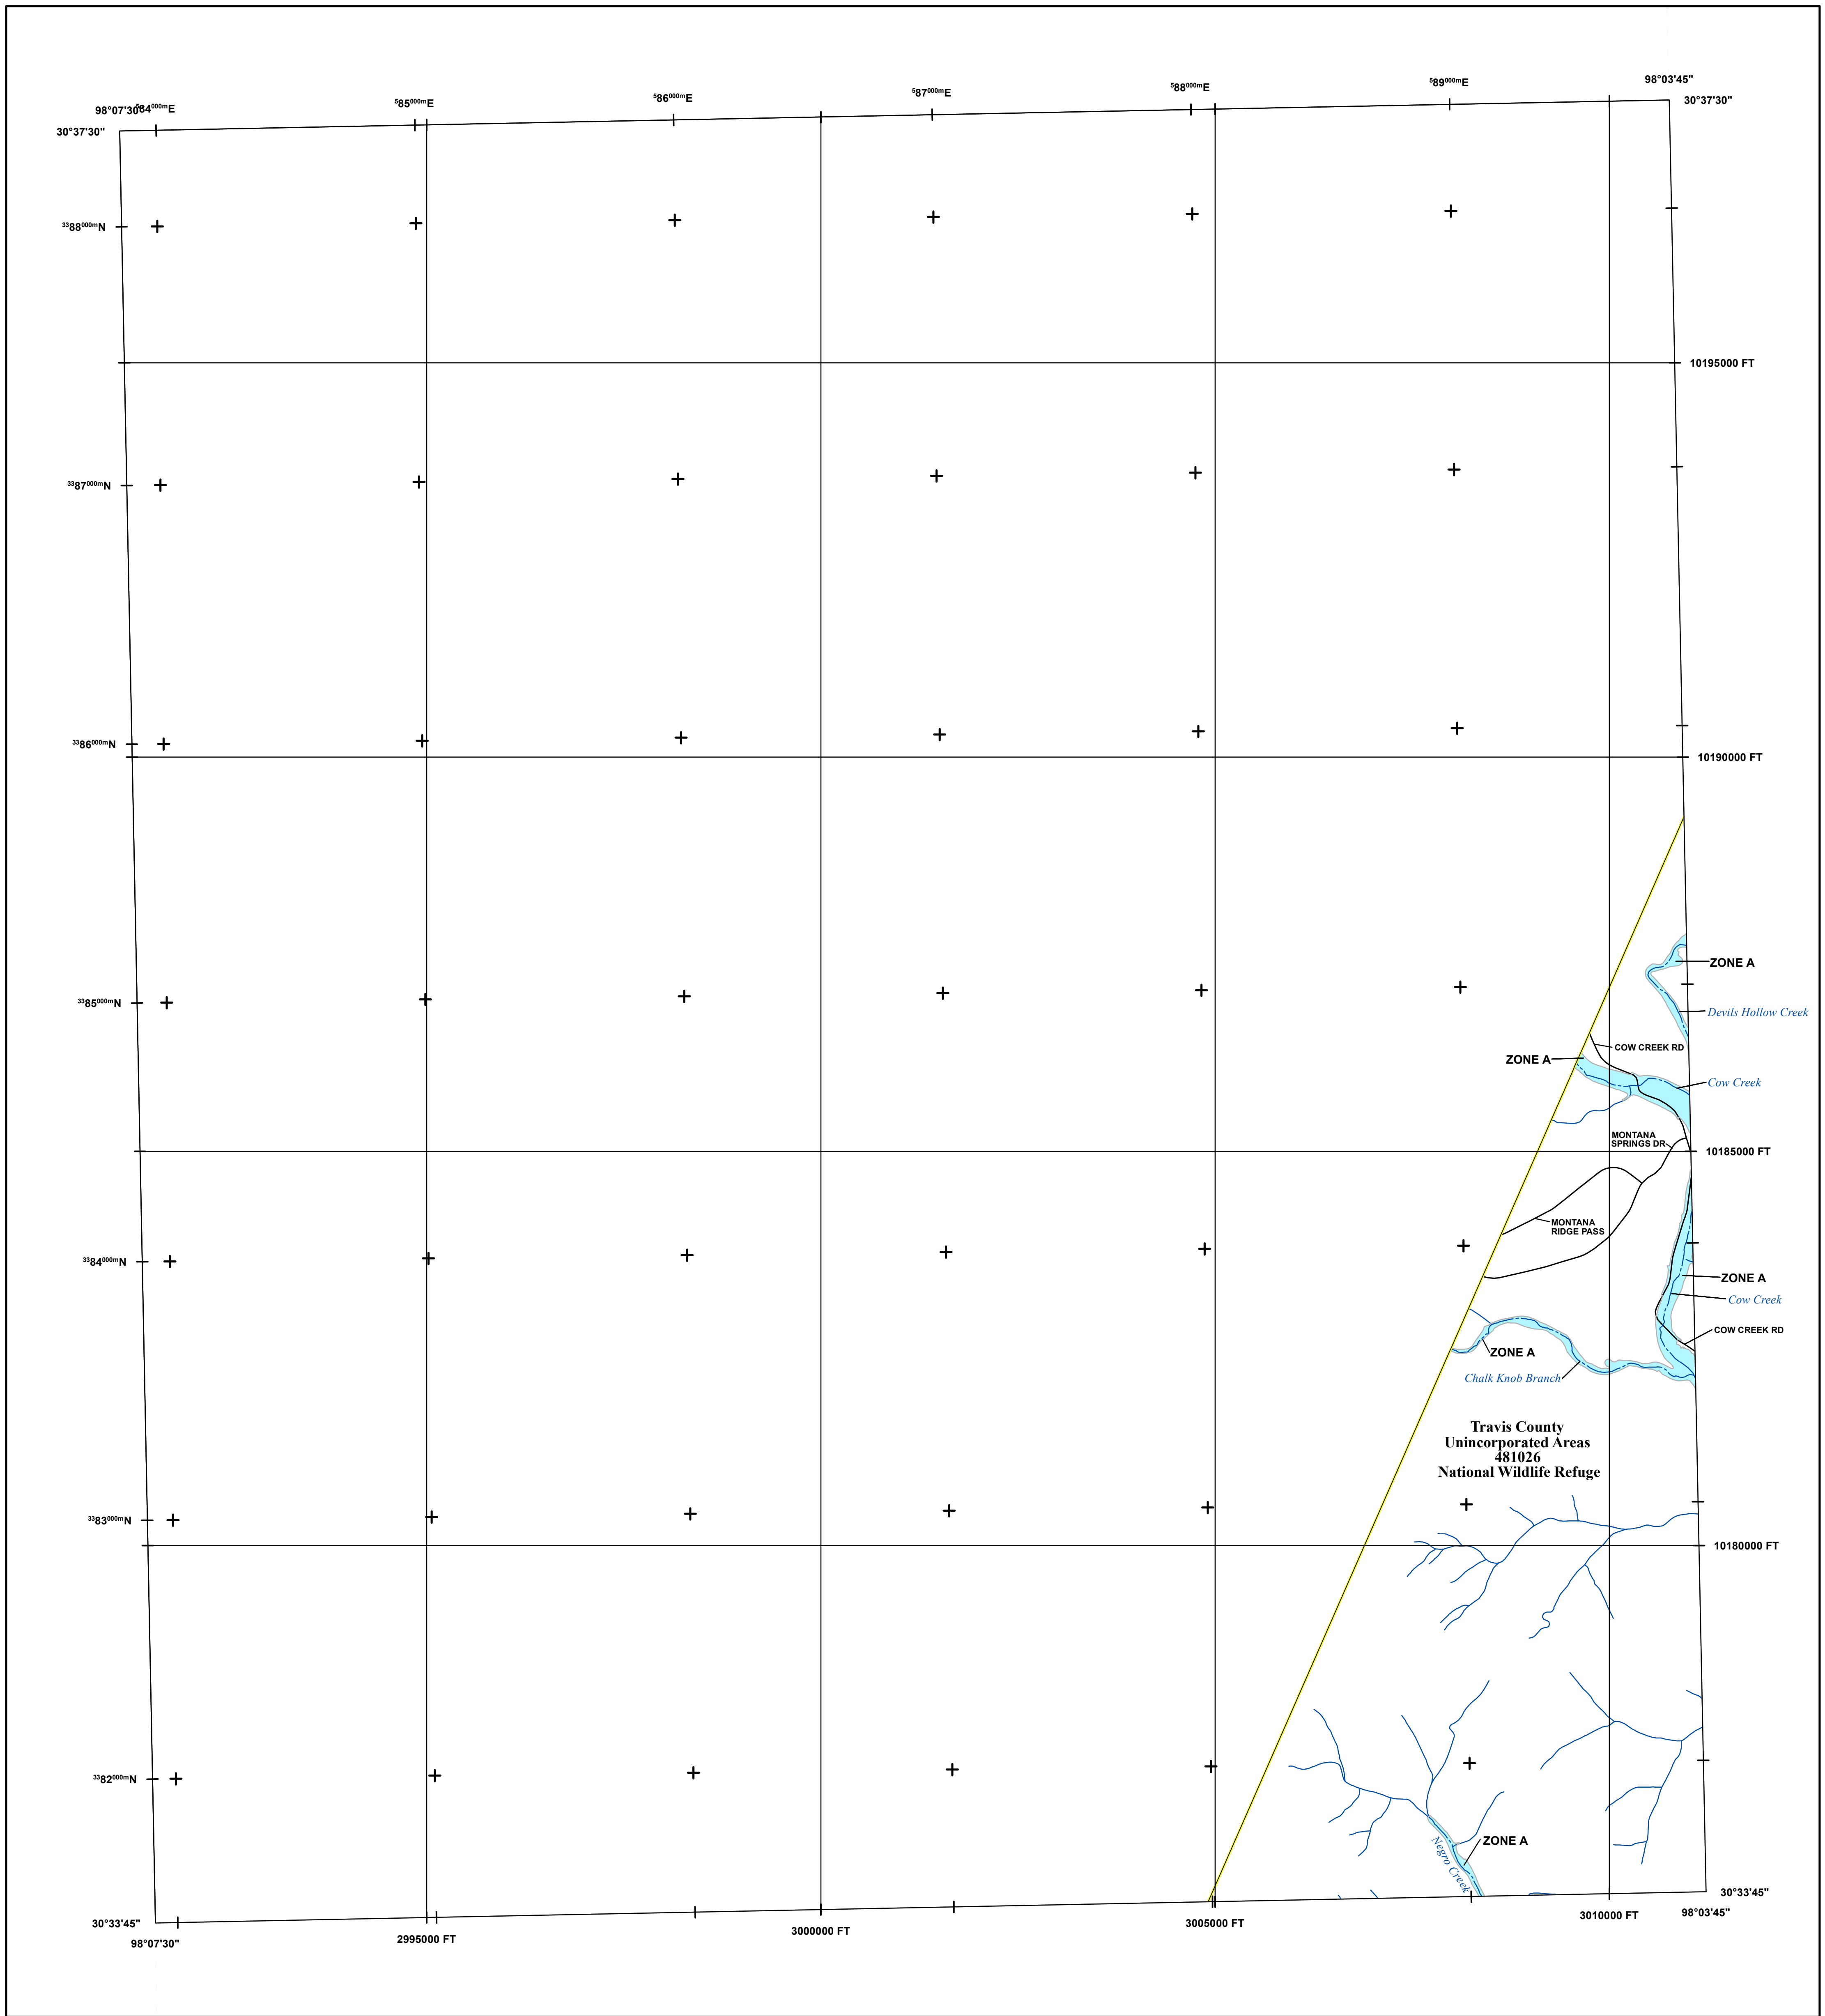 98°07'30"
584000mE
585000mE
586000mE
587000mE
588000mE
589000mE
98°03'45"
30°37'30"
30°37'30"
3388000mN
10195000 FT
3387000mN
3386000mN
10190000 FT
ZONE A
3385000mN
Devils Hollow Creek
COW CREEK RD
ZONE A
Cow Creek
MONTANA
SPRINGS DR
10185000 FT
MONTANA
RIDGE PASS
3384000mN
ZONE A
Cow Creek
COW CREEK RD
ZONE A
Chalk Knob Branch
Travis County
Unincorporated Areas
481026
National Wildlife Refuge
3383000mN
10180000 FT
3382000mN
ZONE A
Negro Creek
30°33'45"
30°33'45"
98°07'30"
2995000 FT
3000000 FT
3005000 FT
3010000 FT
98°03'45"